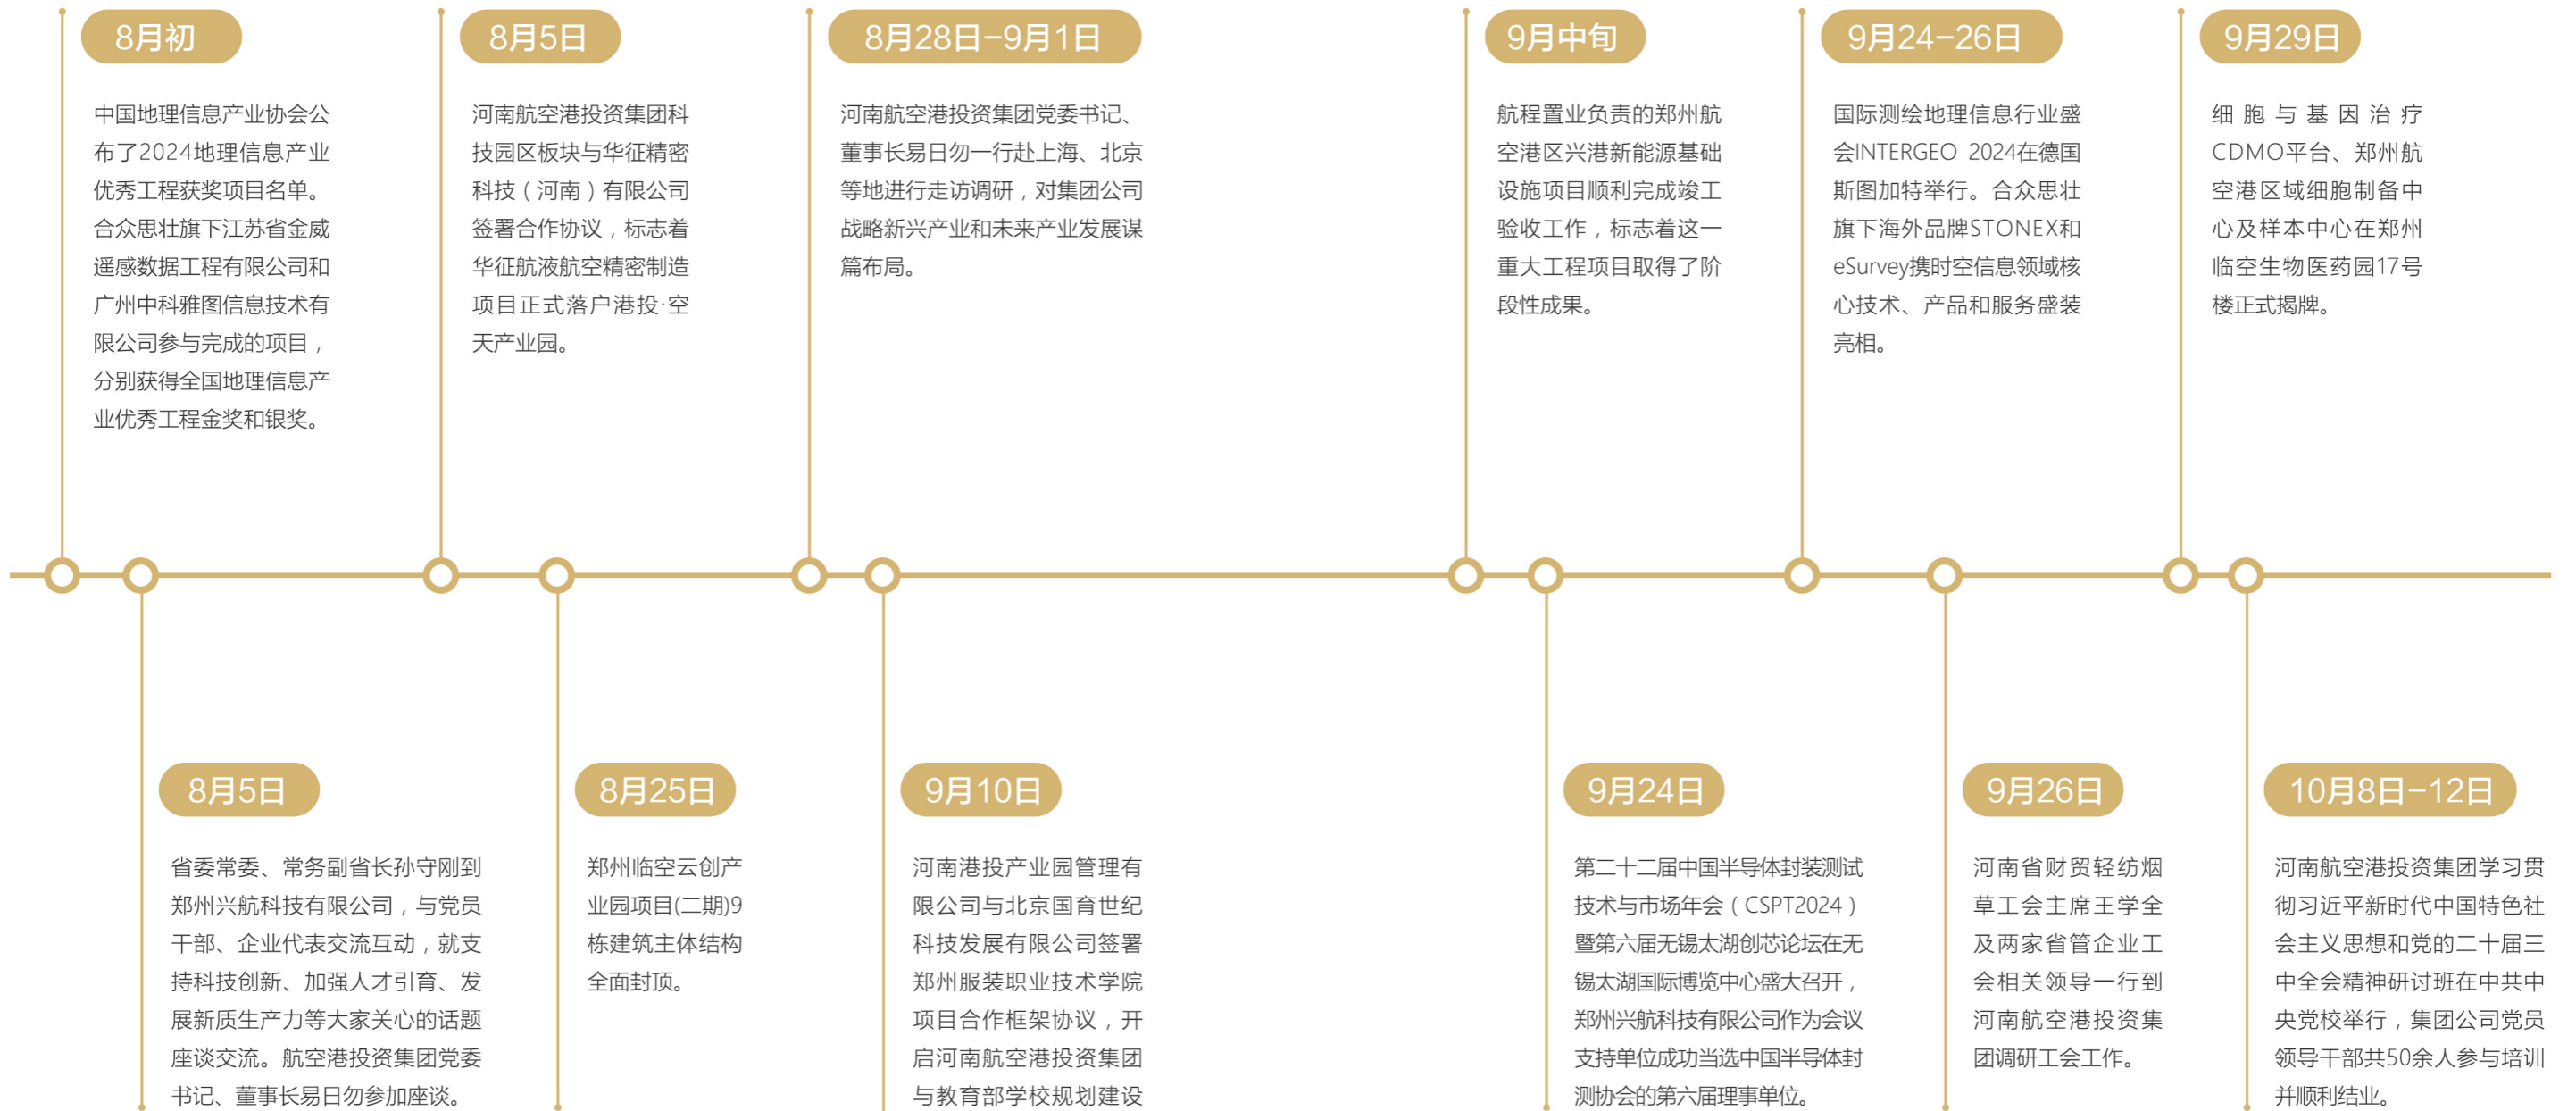 8月初
中国地理信息产业协会公
布了2024地理信息产业
优秀工程获奖项目名单。
合众思壮旗下江苏省金威
遥感数据工程有限公司和
广州中科雅图信息技术有
限公司参与完成的项目，
分别获得全国地理信息产
业优秀工程金奖和银奖。
8月5日
河南航空港投资集团科
技园区板块与华征精密
科技（河南）有限公司
签署合作协议，标志着
华征航液航空精密制造
项目正式落户港投·空
天产业园。
8月28日-9月1日
河南航空港投资集团党委书记、
董事长易日勿一行赴上海、北京
等地进行走访调研，对集团公司
战略新兴产业和未来产业发展谋
篇布局。
9月中旬
航程置业负责的郑州航
空港区兴港新能源基础
设施项目顺利完成竣工
验收工作，标志着这一
重大工程项目取得了阶
段性成果。
9月24-26日
国际测绘地理信息行业盛
会INTERGEO 2024在德国
斯图加特举行。合众思壮
旗下海外品牌STONEX和
eSurvey携时空信息领域核
心技术、产品和服务盛装
亮相。
9月29日
细胞与基因治疗
CDMO平台、郑州航
空港区域细胞制备中
心及样本中心在郑州
临空生物医药园17号
楼正式揭牌。
8月5日
省委常委、常务副省长孙守刚到
郑州兴航科技有限公司，与党员
干部、企业代表交流互动，就支
持科技创新、加强人才引育、发
展新质生产力等大家关心的话题
座谈交流。航空港投资集团党委
书记、董事长易日勿参加座谈。
8月25日
郑州临空云创产
业园项目(二期)9
栋建筑主体结构
全面封顶。
9月10日
河南港投产业园管理有
限公司与北京国育世纪
科技发展有限公司签署
郑州服装职业技术学院
项目合作框架协议，开
启河南航空港投资集团
与教育部学校规划建设
9月24日
第二十二届中国半导体封装测试
技术与市场年会（CSPT2024）
暨第六届无锡太湖创芯论坛在无
锡太湖国际博览中心盛大召开，
郑州兴航科技有限公司作为会议
支持单位成功当选中国半导体封
测协会的第六届理事单位。
9月26日
河南省财贸轻纺烟
草工会主席王学全
及两家省管企业工
会相关领导一行到
河南航空港投资集
团调研工会工作。
10月8日-12日
河南航空港投资集团学习贯
彻习近平新时代中国特色社
会主义思想和党的二十届三
中全会精神研讨班在中共中
央党校举行，集团公司党员
领导干部共50余人参与培训
并顺利结业。